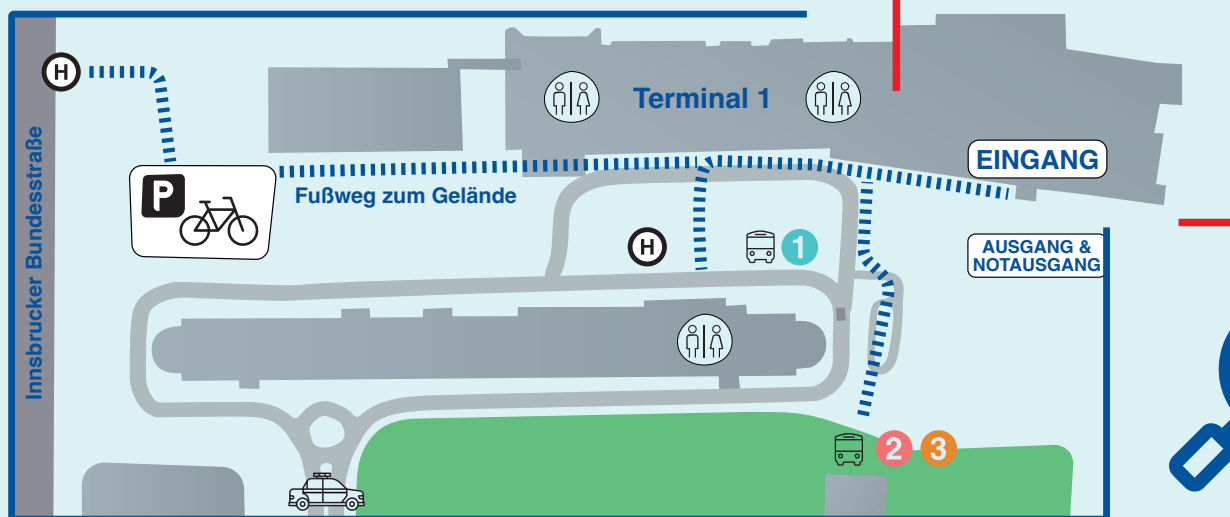 H
Terminal 1
EINGANG
P
Fußweg zum Gelände
Innsbrucker Bundesstraße
H
1
AUSGANG &
NOTAUSGANG
2 3